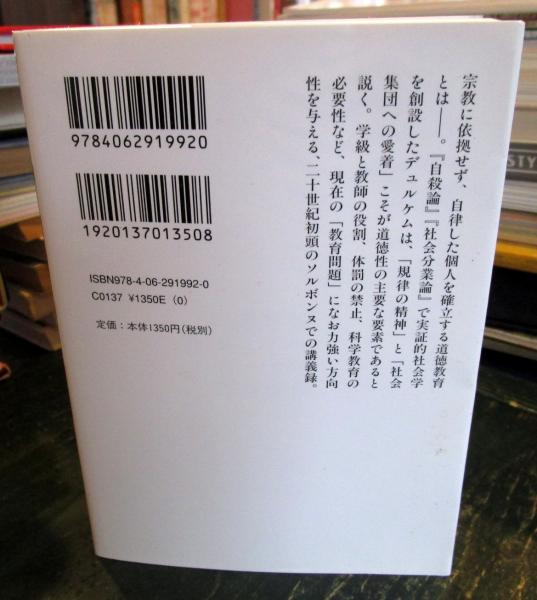 宗教に依拠せず、自律した個人を確立する道徳教育
とは――。『自殺論』『社会分業論』で実証的社会学
を創設したデュルケムは、「規律の精神」と「社会
集団への愛着」こそが道徳性の主要な要素であると
説く。学級と教師の役割、体罰の禁止、科学教育の
必要性など、現在の「教育問題」になお力強い方向
性を与える、二十世紀初頭のソルボンヌでの講義録。
9784062919920
1920137013508
ISBN978-4-06-291992-0
C0137 ¥1350E (0)
定価：本体1350円(税別)
STY